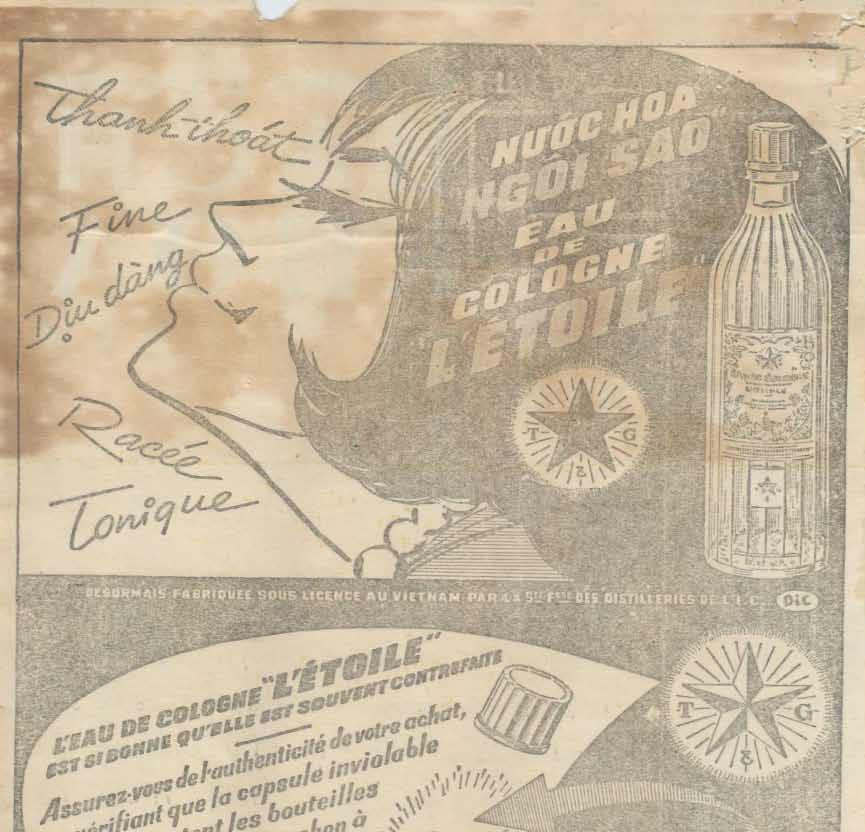 Thanh-thoát
Fine
Dịu dàng
Racée
Tonique
NƯỚC HOA
"NGÔI SAO"
EAU
DE
COLOGNE
"L'ÉTOILE"
T G
DESORMAIS FABRIQUÉE SOUS LICENCE AU VIETNAM PAR LA Sté Fçse DES DISTILLERIES DE L'I.C. DIC
L'EAU DE COLOGNE "L'ÉTOILE"
EST SI BONNE QU'ELLE EST SOUVENT CONTREFAITE
Assurez-vous de l'authenticité de votre achat,
vérifiant que la capsule inviolable
les bouteilles
à
T G